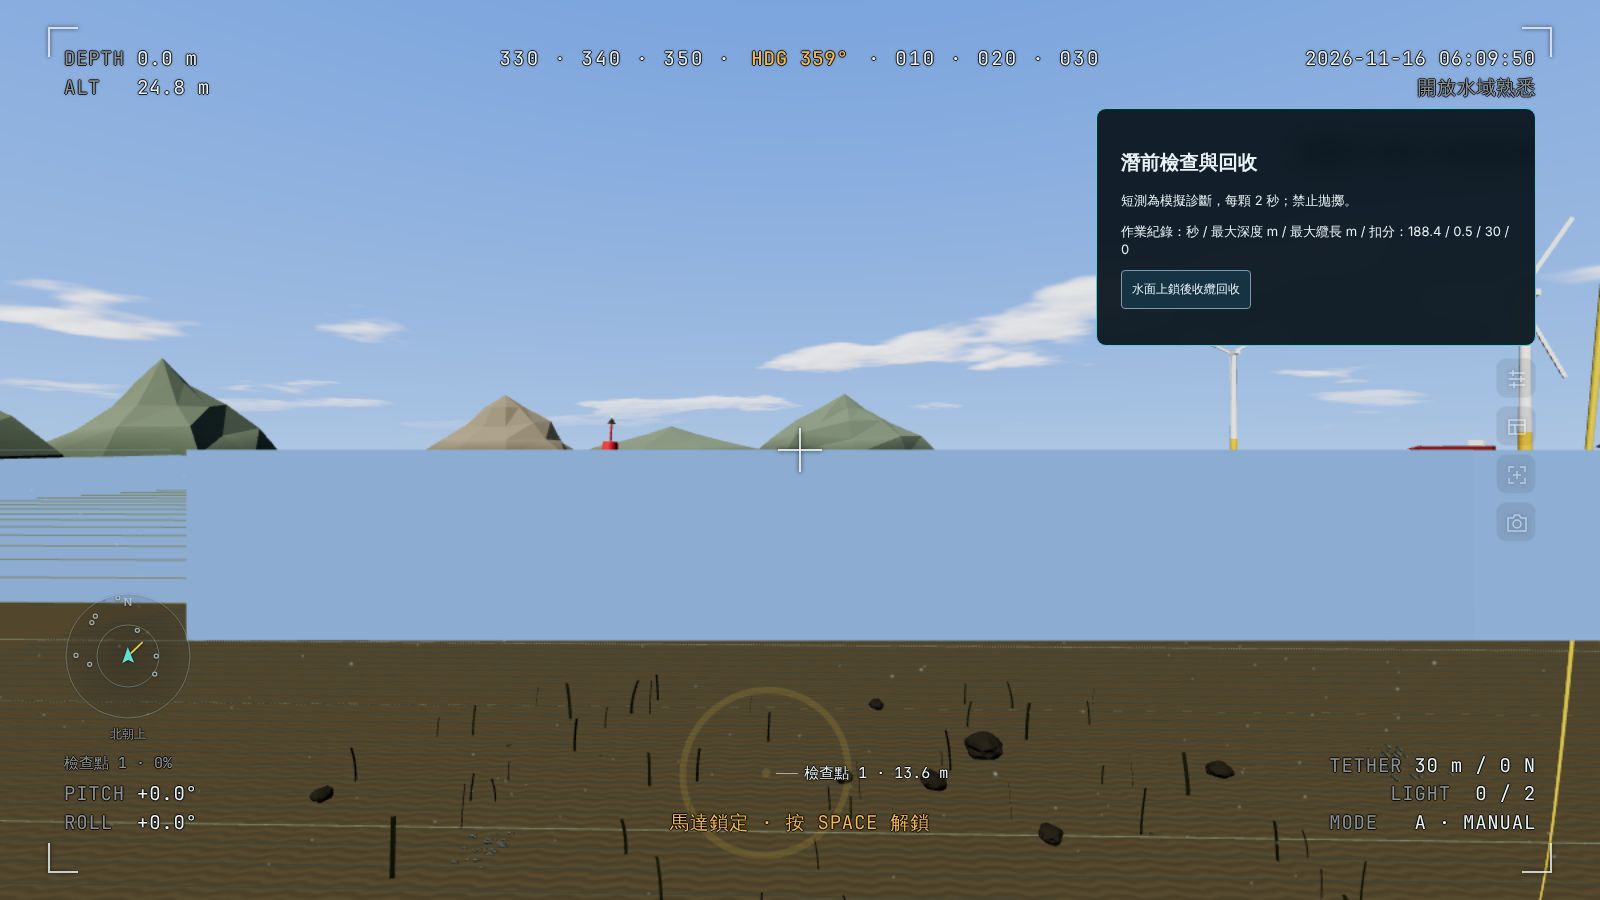 DEPTH 0.0 m
ALT 24.8 m
330 · 340 · 350 · HDG 359° · 010 · 020 · 030
2026-11-16 06:09:50
開放水域熟悉
潛前檢查與回收
短測為模擬診斷，每顆 2 秒；禁止拋擲。
作業紀錄：秒 / 最大深度 m / 最大纜長 m / 扣分：188.4 / 0.5 / 30 /
0
水面上鎖後收纜回收
N
北朝上
檢查點 1 · 0%
PITCH +0.0°
ROLL +0.0°
檢查點 1 · 13.6 m
馬達鎖定 · 按 SPACE 解鎖
TETHER 30 m / 0 N
LIGHT 0 / 2
MODE A · MANUAL